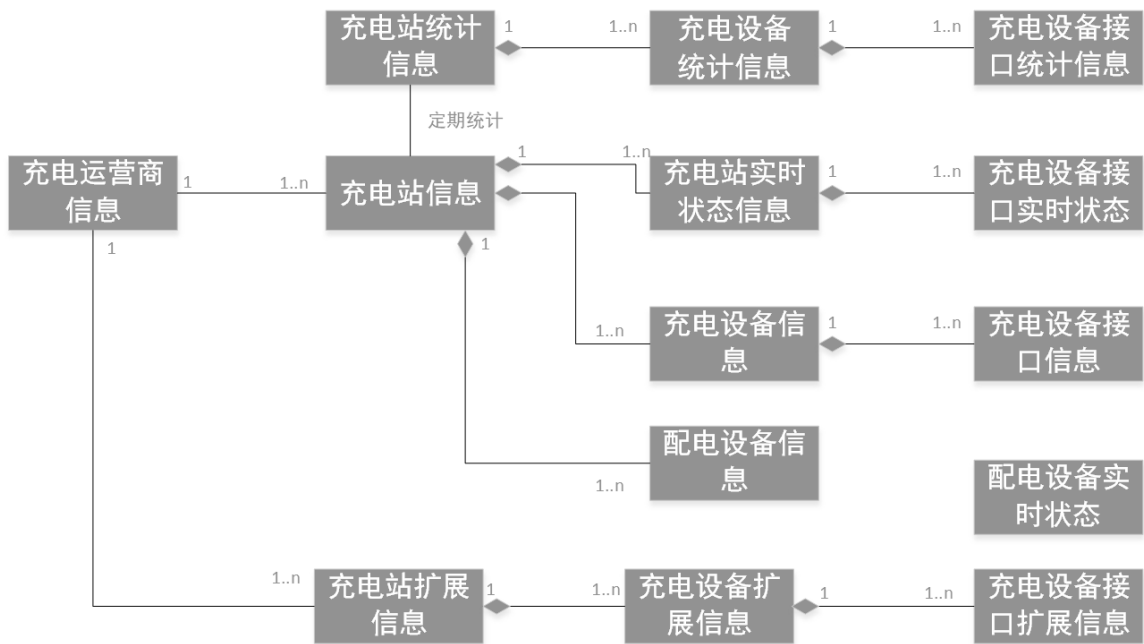 充电站统计
信息
1
1..n
充电设备
统计信息
1
1..n
充电设备接
口统计信息
定期统计
充电运营商
信息
1
1..n
充电站信息
1
1..n
充电站实时
状态信息
1
1..n
充电设备接
口实时状态
1
1
1..n
充电设备信
息
1
1..n
充电设备接
口信息
1..n
配电设备信
息
配电设备实
时状态
1..n
充电站扩展
信息
1
1..n
充电设备扩
展信息
1
1..n
充电设备接
口扩展信息